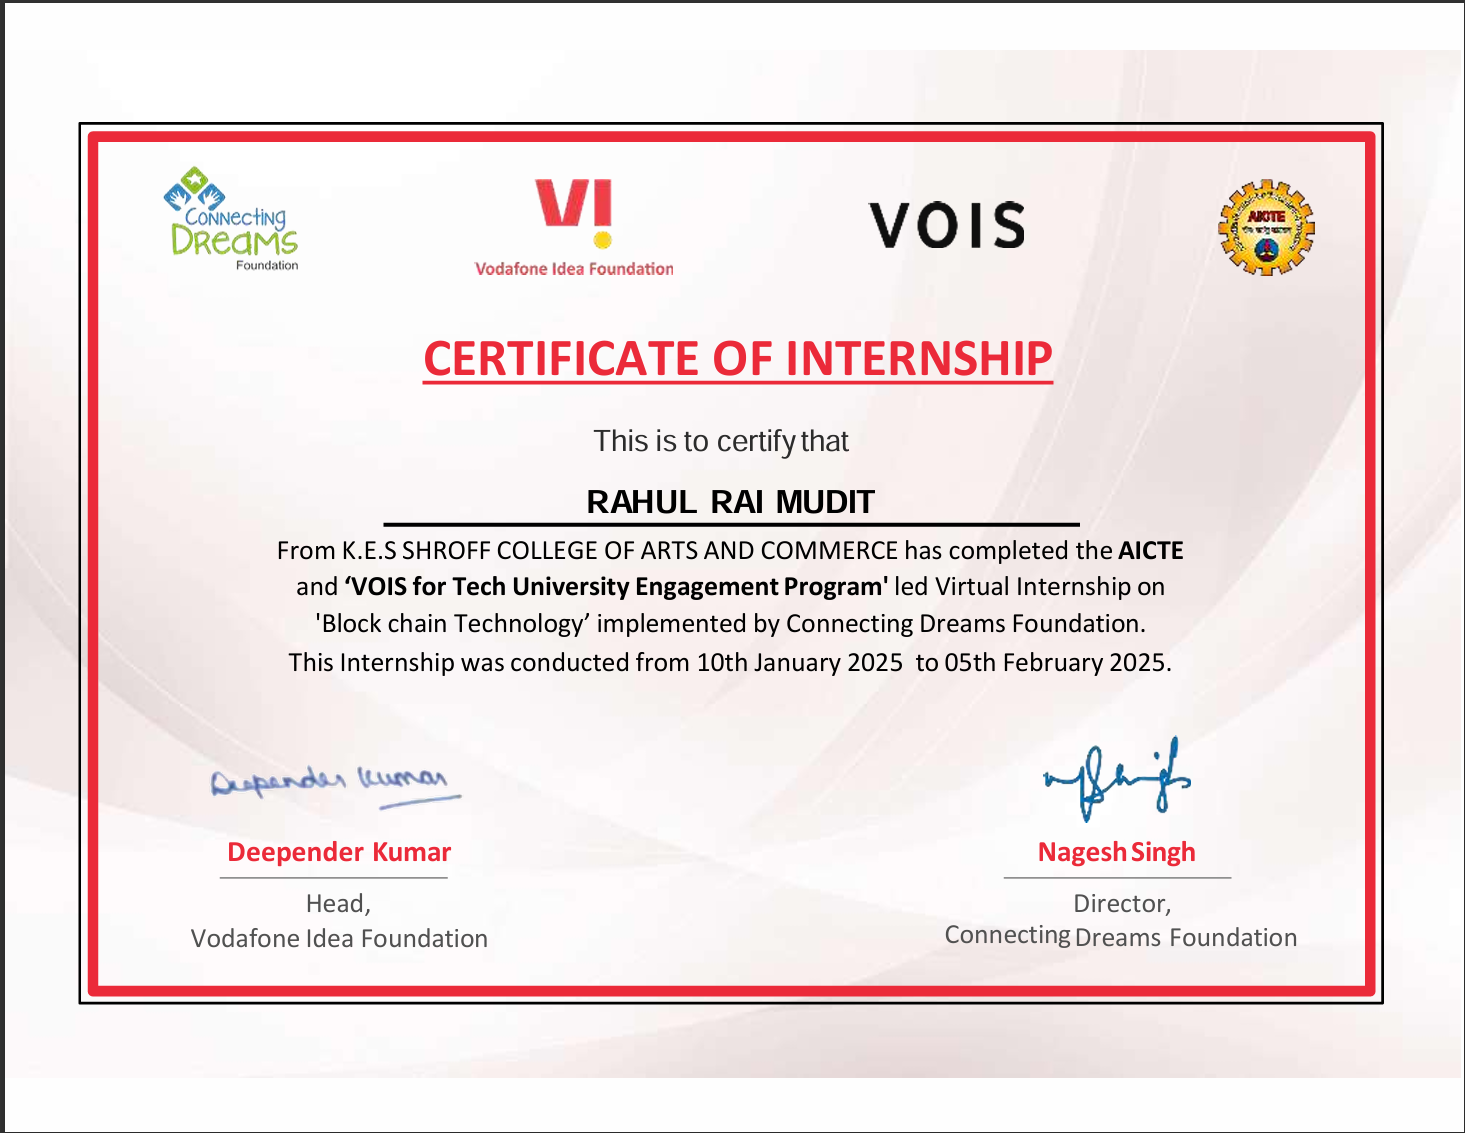 Connecting
Dreams
Foundation
VI
Vodafone Idea Foundation
VOIS
AICTE
CERTIFICATE OF INTERNSHIP
This is to certify that
RAHUL RAI MUDIT
From K.E.S SHROFF COLLEGE OF ARTS AND COMMERCE has completed the AICTE
and ‘VOIS for Tech University Engagement Program' led Virtual Internship on
'Block chain Technology’ implemented by Connecting Dreams Foundation.
This Internship was conducted from 10th January 2025 to 05th February 2025.
Deepender Kumar
Deepender Kumar
Head,
Vodafone Idea Foundation
Nagesh Singh
Director,
Connecting Dreams Foundation